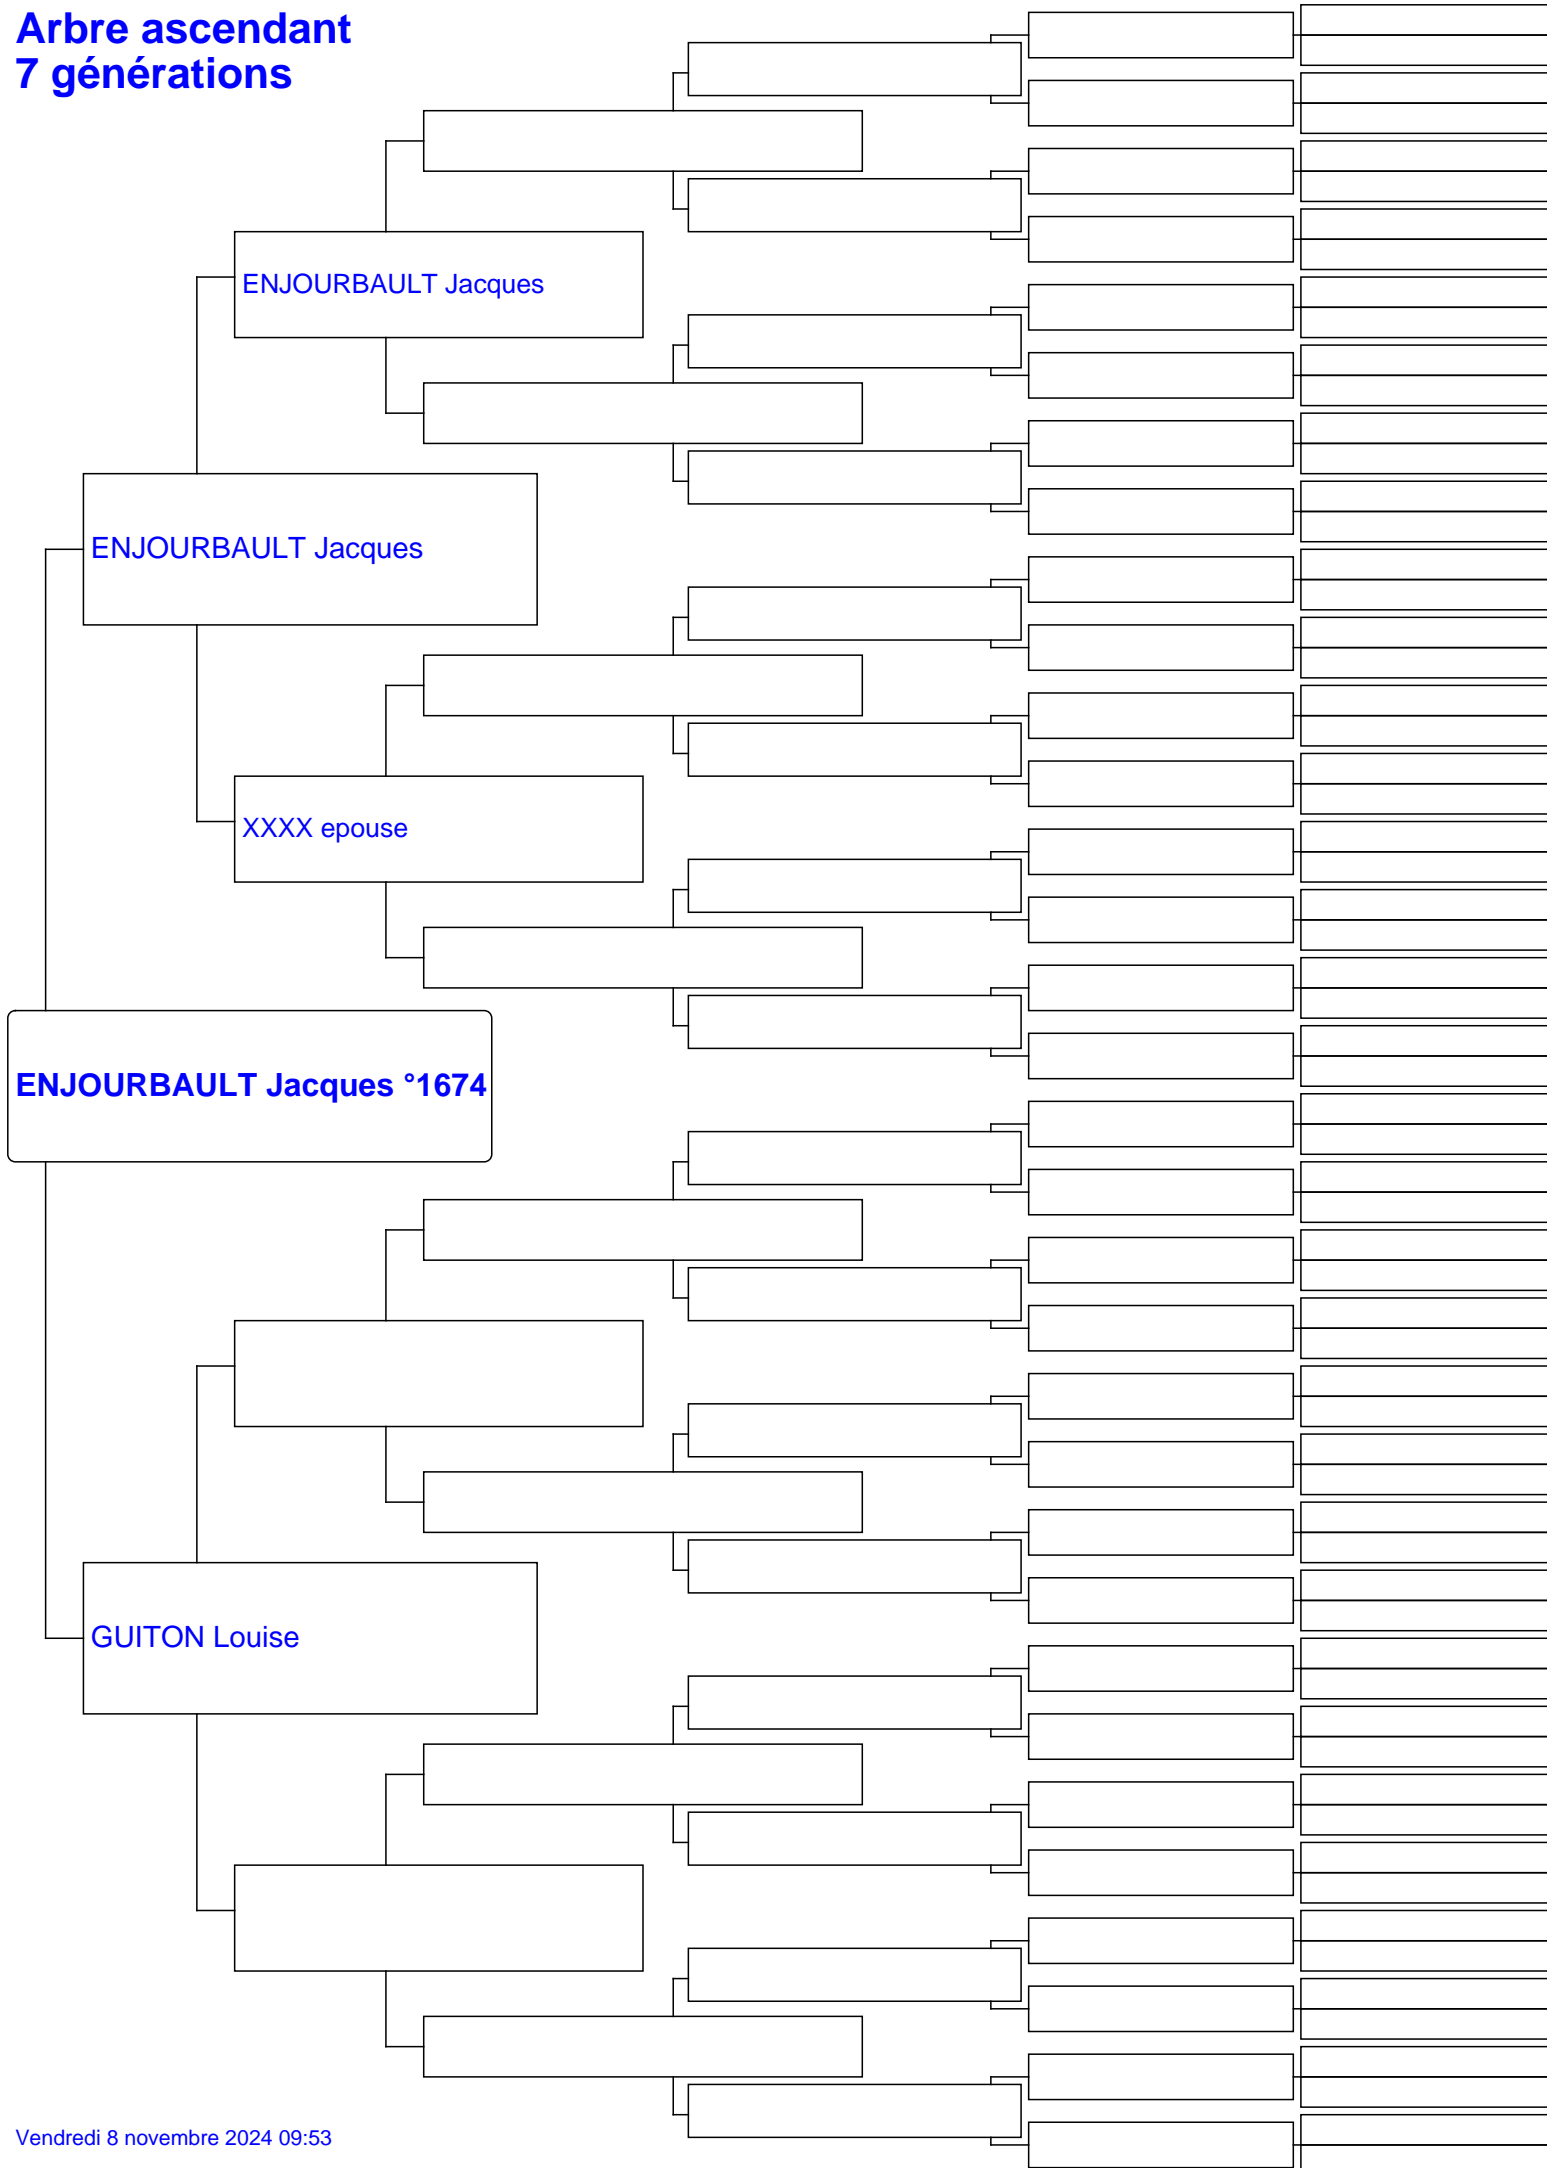 Arbre ascendant
7 générations
ENJOURBAULT Jacques
ENJOURBAULT Jacques
XXXX epouse
ENJOURBAULT Jacques °1674
GUITON Louise
Vendredi 8 novembre 2024 09:53